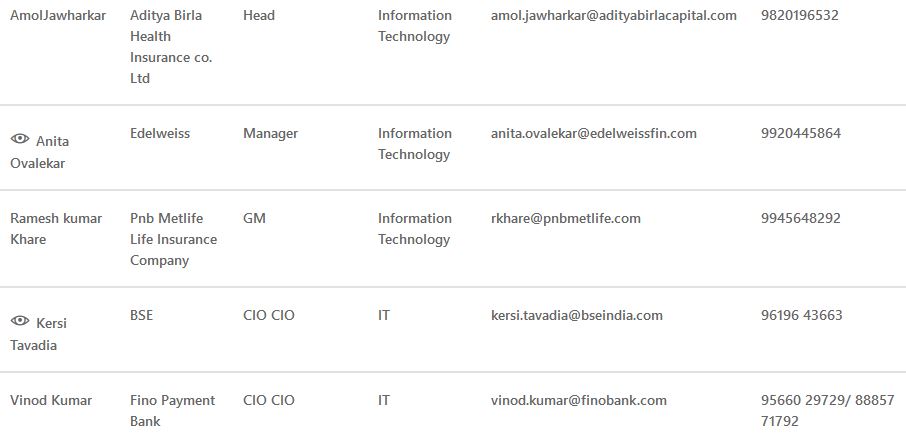 AmolJawharkar Aditya Birla Head Information amol.jawharkar@adityabirlacapital.com 9820196532
Health Technology
Insurance co.
Ltd
Anita Edelweiss Manager Information anita.ovalekar@edelweissfin.com 9920445864
Ovalekar Technology
Ramesh kumar Pnb Metlife GM Information rkhare@pnbmetlife.com 9945648292
Khare Life Insurance Technology
Company
Kersi BSE CIO CIO IT kersi.tavadia@bseindia.com 96196 43663
Tavadia
Vinod Kumar Fino Payment CIO CIO IT vinod.kumar@finobank.com 95660 29729/ 88857
Bank 71792